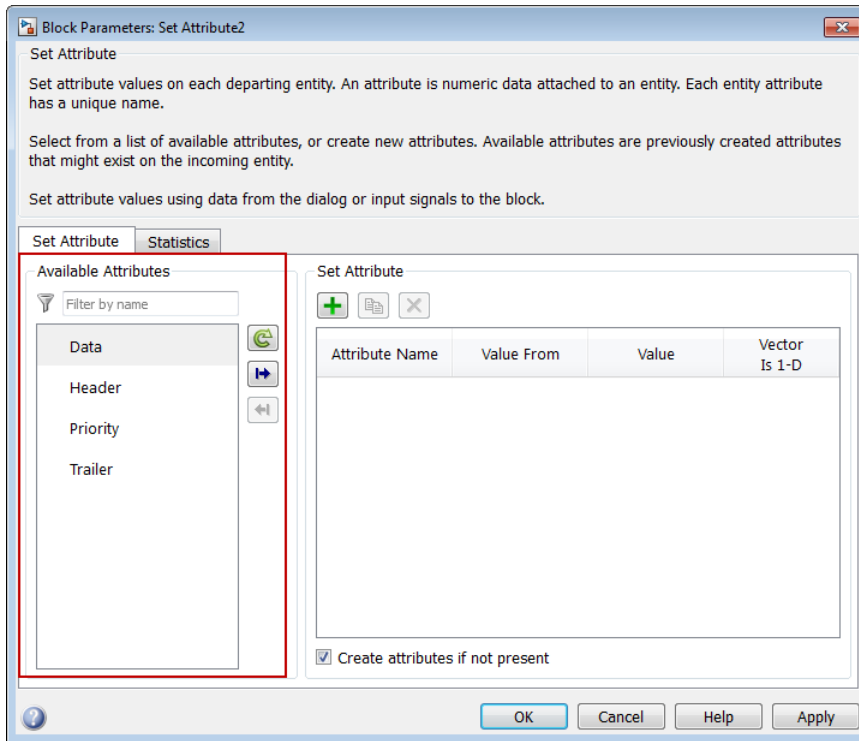 Block Parameters: Set Attribute2
Set Attribute
Set attribute values on each departing entity. An attribute is numeric data attached to an entity. Each entity attribute
has a unique name.
Select from a list of available attributes, or create new attributes. Available attributes are previously created attributes
that might exist on the incoming entity.
Set attribute values using data from the dialog or input signals to the block.
Set Attribute
Statistics
Available Attributes
Filter by name
Data
Header
Priority
Trailer
Set Attribute
Attribute Name
Value From
Value
Vector
Is 1-D
Create attributes if not present
OK
Cancel
Help
Apply